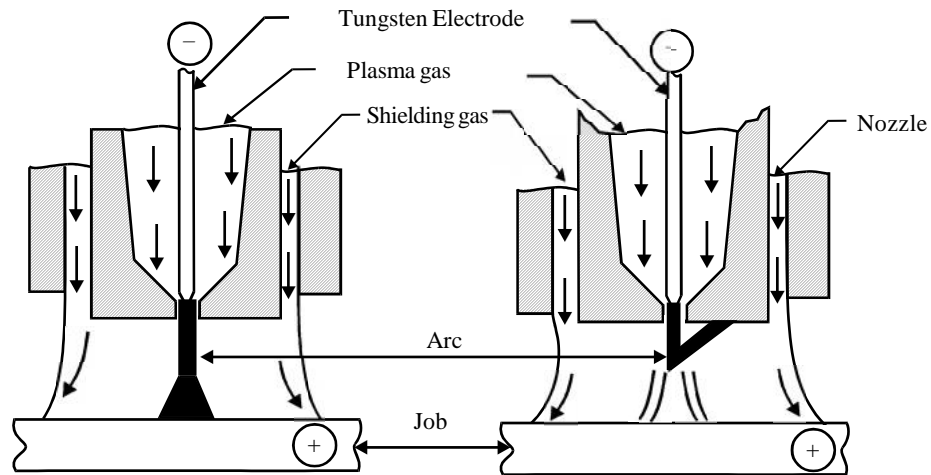 Tungsten Electrode
Plasma gas
Shielding gas
Nozzle
Arc
Job
−
+
+